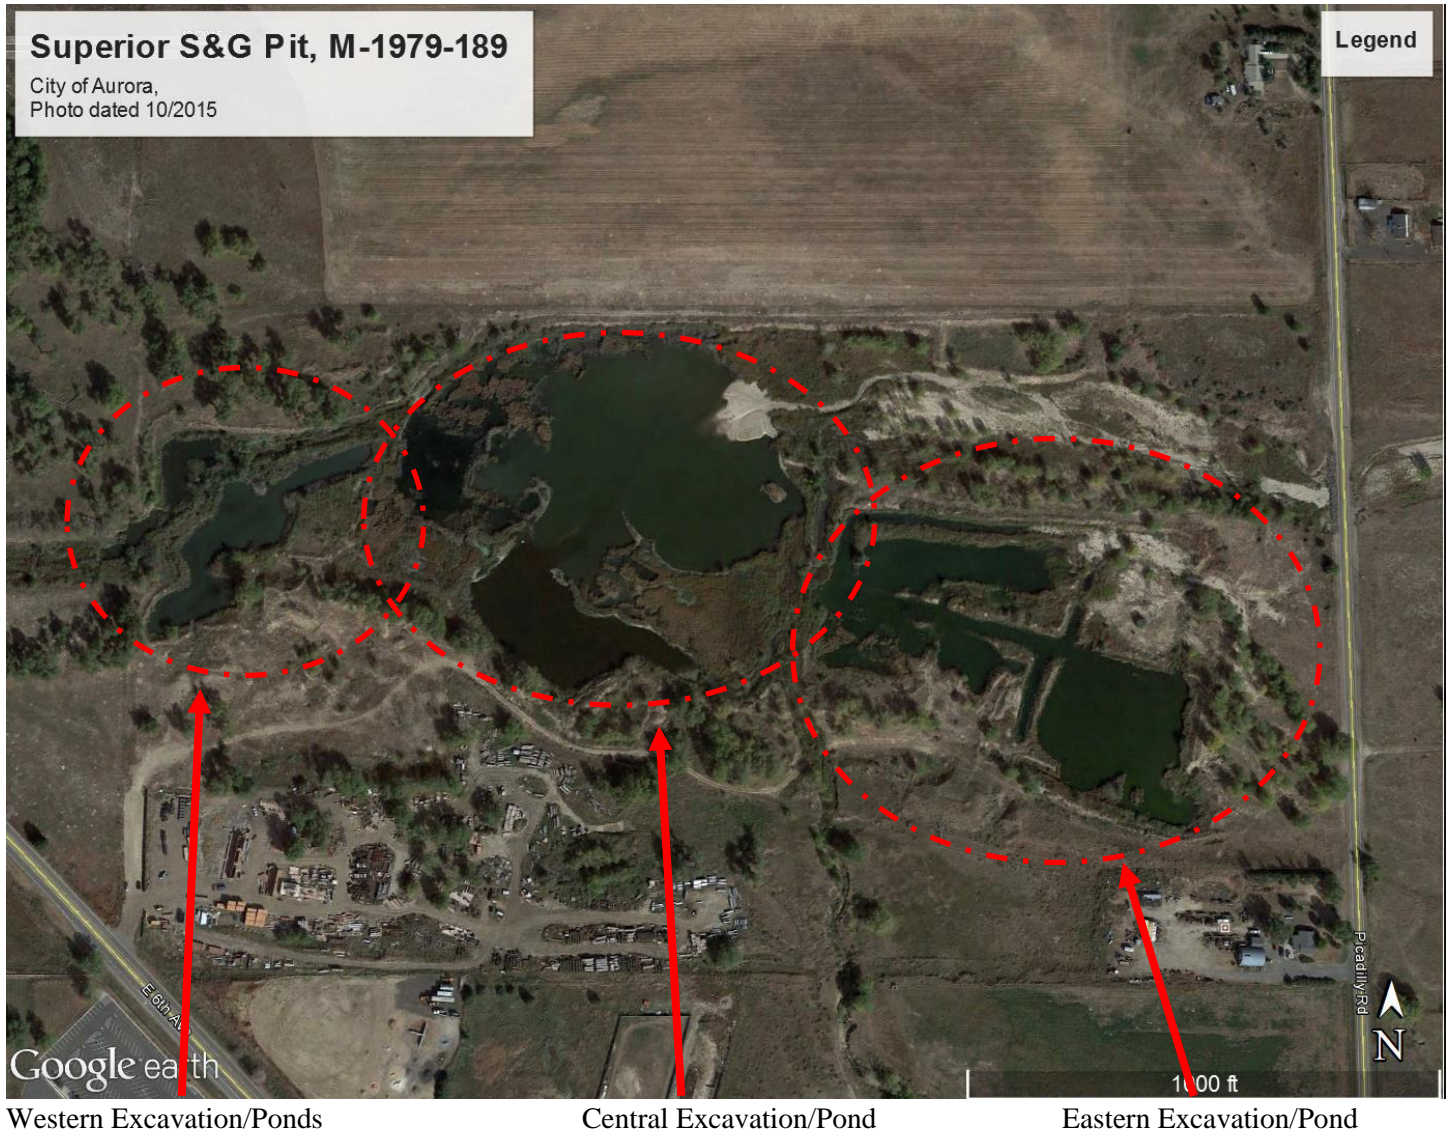 Superior S&G Pit, M-1979-189
City of Aurora,
Photo dated 10/2015
Legend
Picadilly Rd
E 6th Ave
N
Google earth
1000 ft
Western Excavation/Ponds
Central Excavation/Pond
Eastern Excavation/Pond